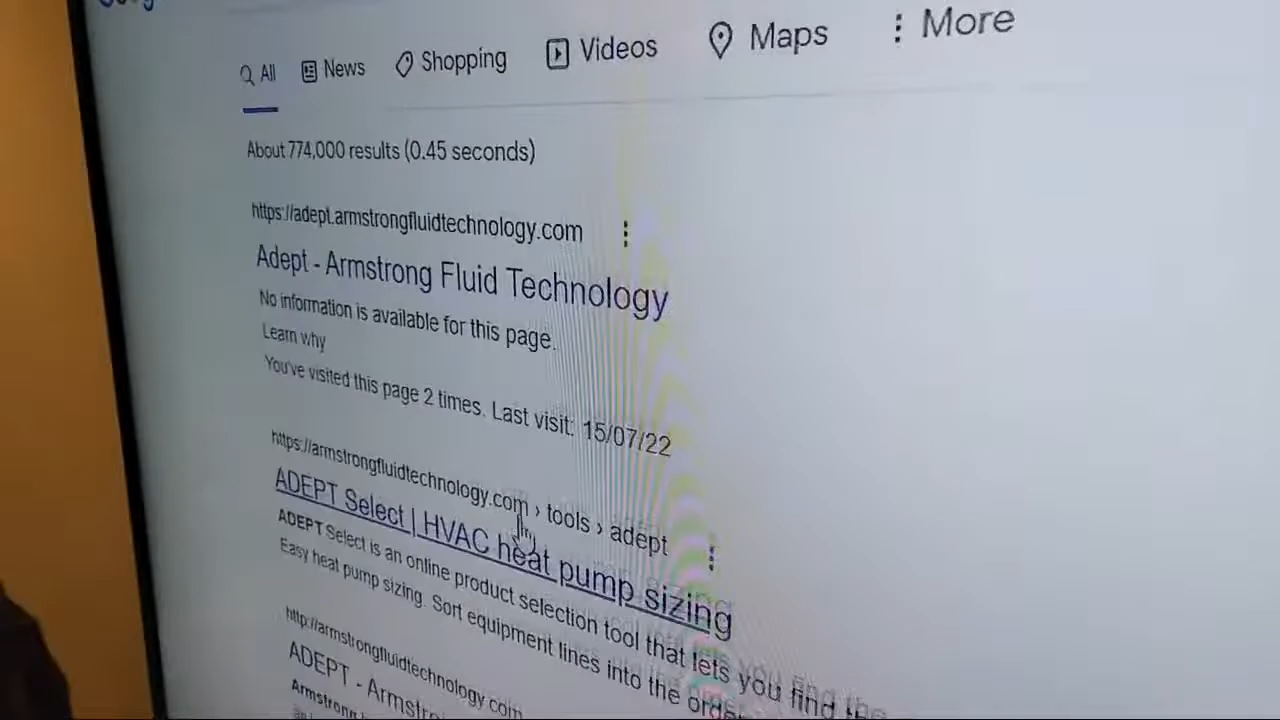 All News Shopping Videos Maps More
About 774,000 results (0.45 seconds)
https://adept.armstrongfluidtechnology.com
Adept - Armstrong Fluid Technology
No information is available for this page.
Learn why
You've visited this page 2 times. Last visit: 15/07/22
https://armstrongfluidtechnology.com › tools › adept
ADEPT Select | HVAC heat pump sizing
ADEPT Select is an online product selection tool that lets you find the
Easy heat pump sizing. Sort equipment lines into the order
http://armstrongfluidtechnology.com
ADEPT - Armstro
Armstrong